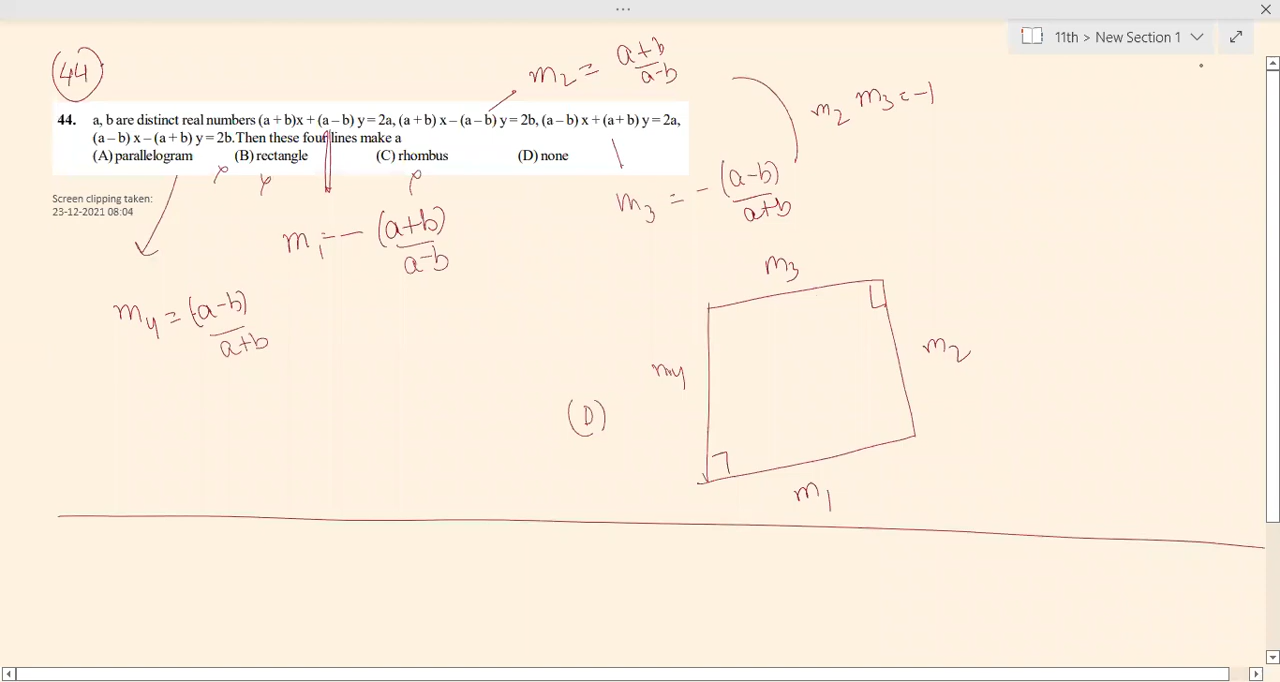 11th > New Section 1
44
m2 = a+b/a-b
m2 m3 = -1
44. a, b are distinct real numbers (a + b)x + (a – b) y = 2a, (a + b) x – (a – b) y = 2b, (a – b) x + (a + b) y = 2a,
(a – b) x – (a + b) y = 2b.Then these four lines make a
(A) parallelogram (B) rectangle (C) rhombus (D) none
Screen clipping taken:
23-12-2021 08:04
m1 = - (a+b)/a-b
m3 = - (a-b)/a+b
m4 = (a-b)/a+b
m3
m4
m2
(D)
m1